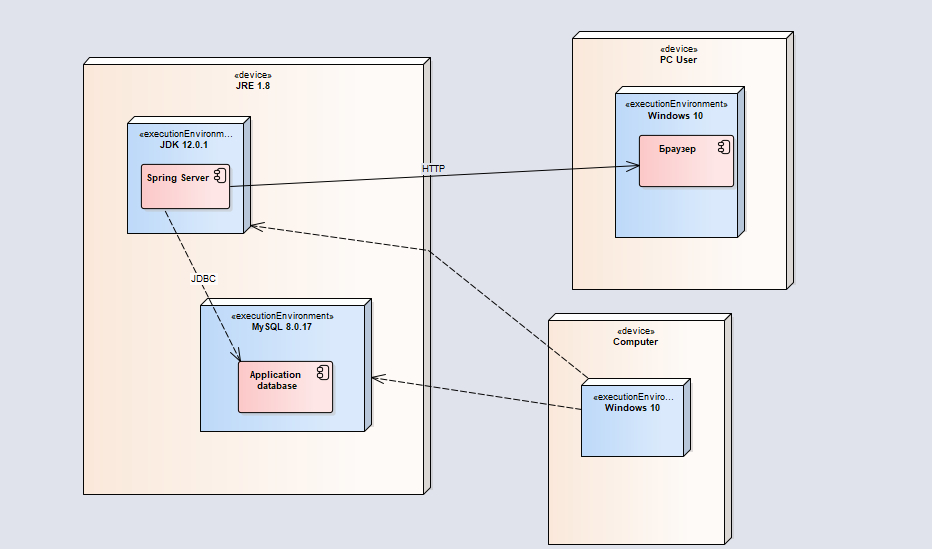 «device»
JRE 1.8
«executionEnvironm...
JDK 12.0.1
Spring Server
HTTP
JDBC
«executionEnvironment»
MySQL 8.0.17
Application
database
«device»
PC User
«executionEnvironment»
Windows 10
Браузер
«device»
Computer
«executionEnviro...
Windows 10